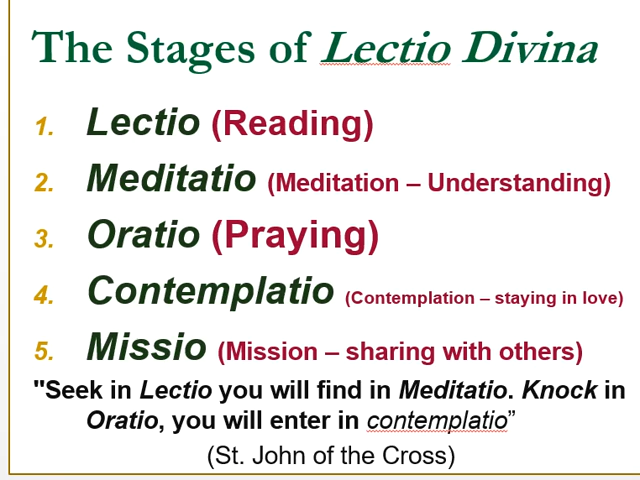 The Stages of Lectio Divina
1. Lectio (Reading)
2. Meditatio (Meditation – Understanding)
3. Oratio (Praying)
4. Contemplatio (Contemplation – staying in love)
5. Missio (Mission – sharing with others)
"Seek in Lectio you will find in Meditatio. Knock in
Oratio, you will enter in contemplatio”
(St. John of the Cross)